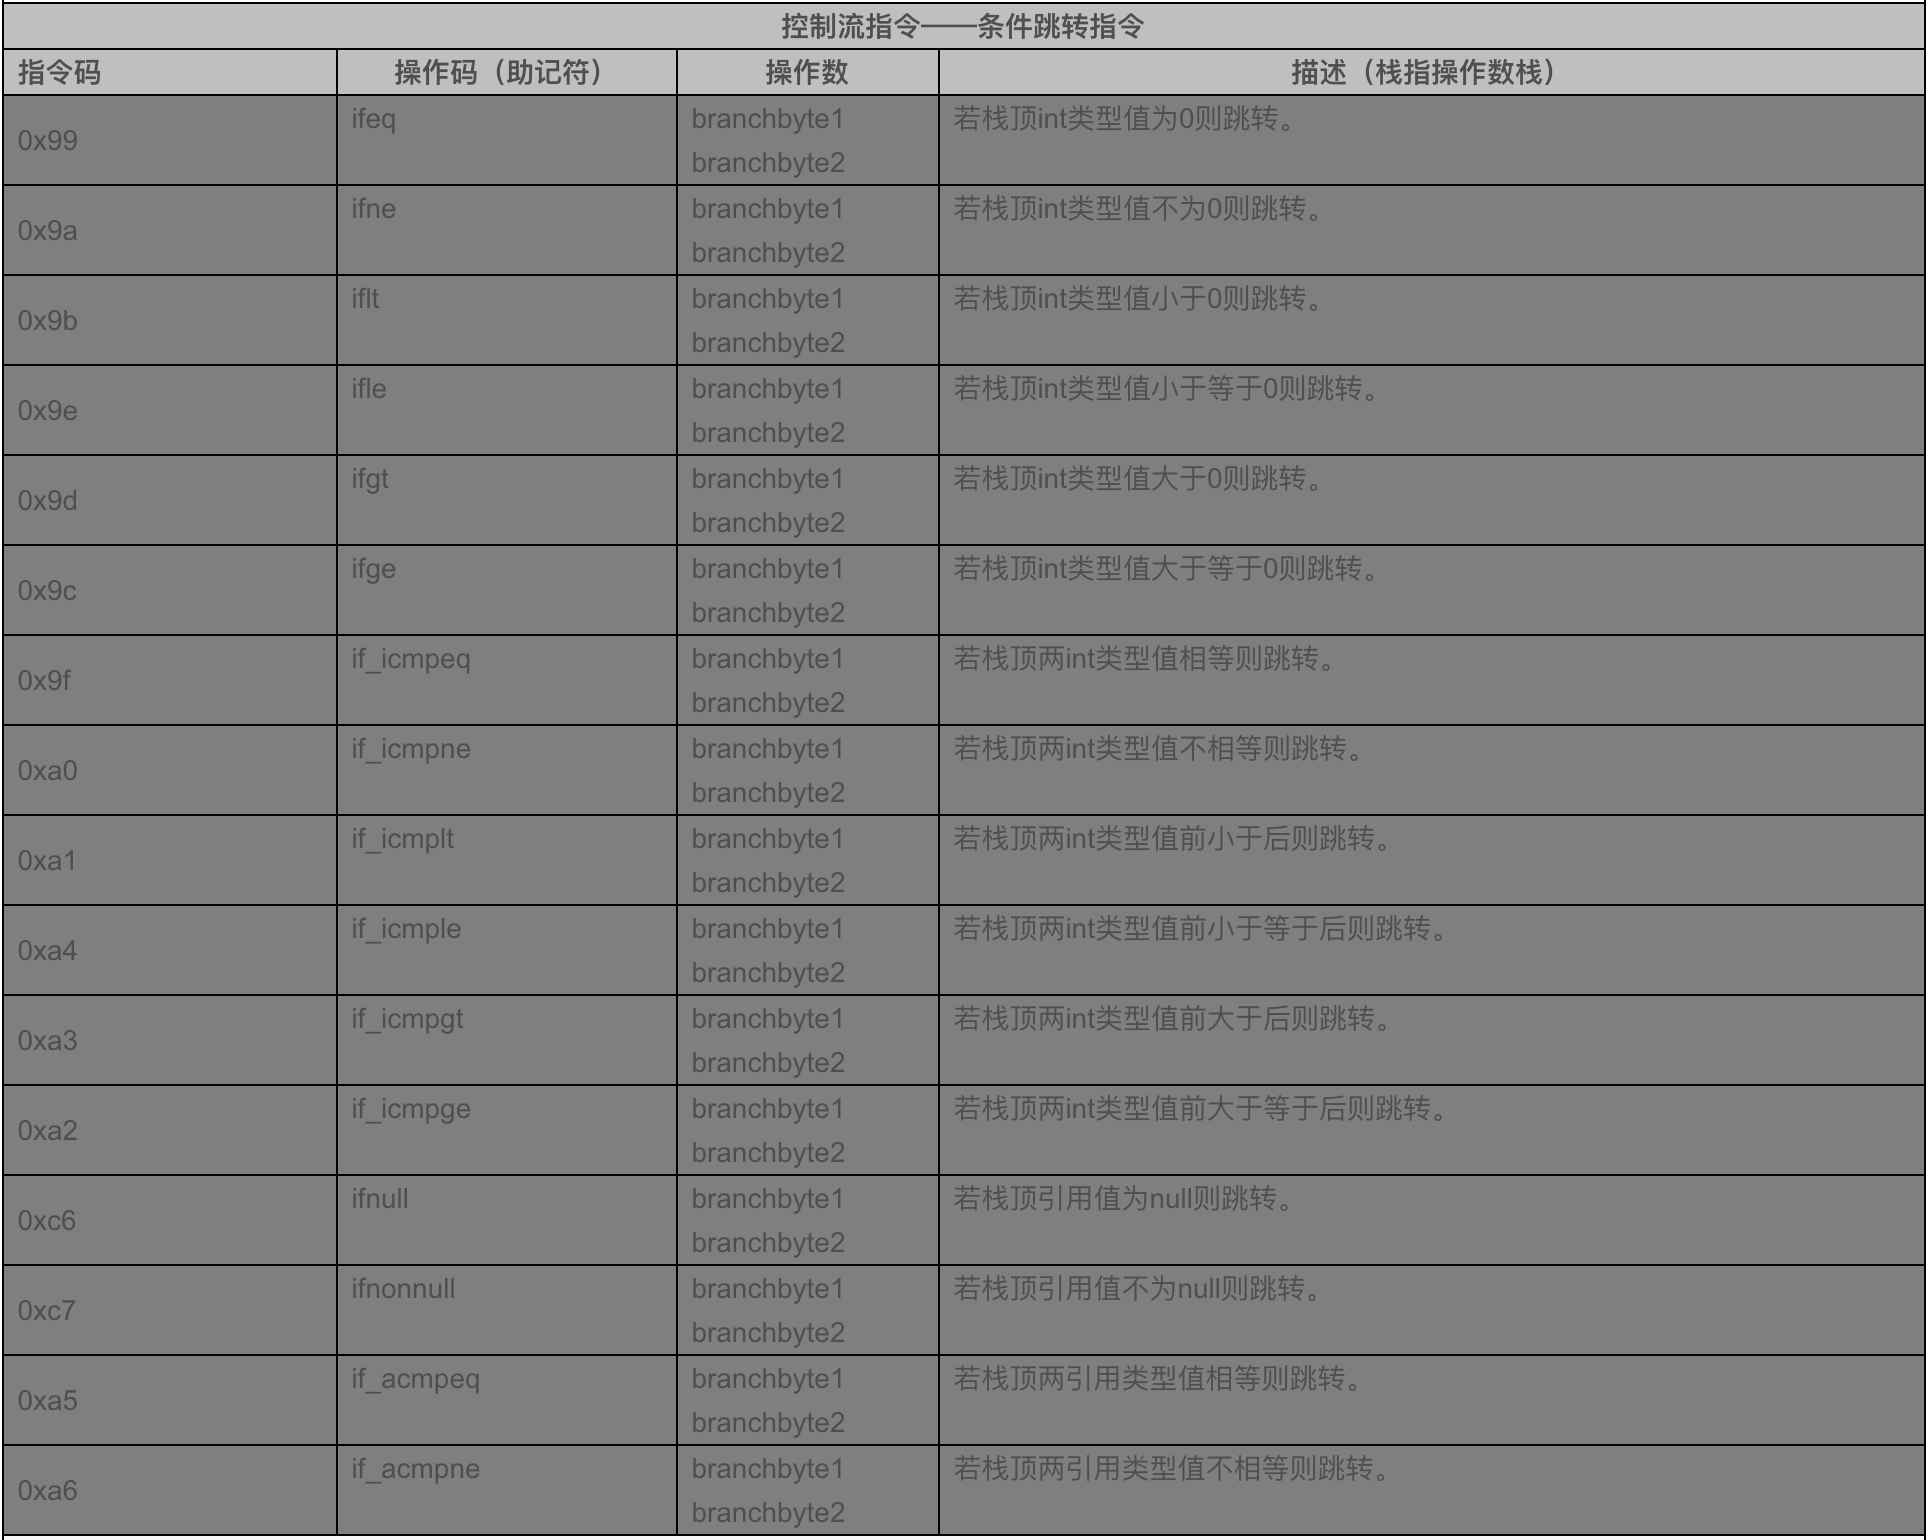 控制流指令——条件跳转指令
指令码 操作码（助记符） 操作数 描述（栈指操作数栈）
0x99 ifeq branchbyte1 若栈顶int类型值为0则跳转。
branchbyte2
0x9a ifne branchbyte1 若栈顶int类型值不为0则跳转。
branchbyte2
0x9b iflt branchbyte1 若栈顶int类型值小于0则跳转。
branchbyte2
0x9e ifle branchbyte1 若栈顶int类型值小于等于0则跳转。
branchbyte2
0x9d ifgt branchbyte1 若栈顶int类型值大于0则跳转。
branchbyte2
0x9c ifge branchbyte1 若栈顶int类型值大于等于0则跳转。
branchbyte2
0x9f if_icmpeq branchbyte1 若栈顶两int类型值相等则跳转。
branchbyte2
0xa0 if_icmpne branchbyte1 若栈顶两int类型值不相等则跳转。
branchbyte2
0xa1 if_icmplt branchbyte1 若栈顶两int类型值前小于后则跳转。
branchbyte2
0xa4 if_icmple branchbyte1 若栈顶两int类型值前小于等于后则跳转。
branchbyte2
0xa3 if_icmpgt branchbyte1 若栈顶两int类型值前大于后则跳转。
branchbyte2
0xa2 if_icmpge branchbyte1 若栈顶两int类型值前大于等于后则跳转。
branchbyte2
0xc6 ifnull branchbyte1 若栈顶引用值为null则跳转。
branchbyte2
0xc7 ifnonnull branchbyte1 若栈顶引用值不为null则跳转。
branchbyte2
0xa5 if_acmpeq branchbyte1 若栈顶两引用类型值相等则跳转。
branchbyte2
0xa6 if_acmpne branchbyte1 若栈顶两引用类型值不相等则跳转。
branchbyte2